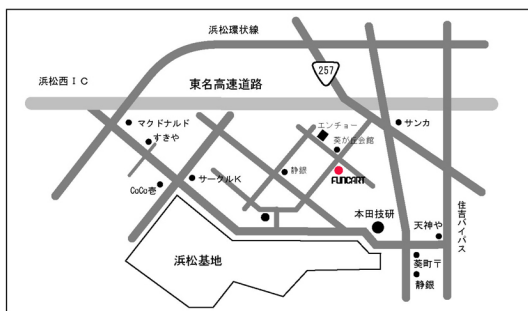 浜松環状線
浜松西ＩＣ
257
東名高速道路
マクドナルド
すきや
エンチョー
葵が丘会館
サンカ
静銀
サークルＫ
CoCo壱
FUNCART
本田技研
天神や
住吉バイパス
浜松基地
葵町〒
静銀